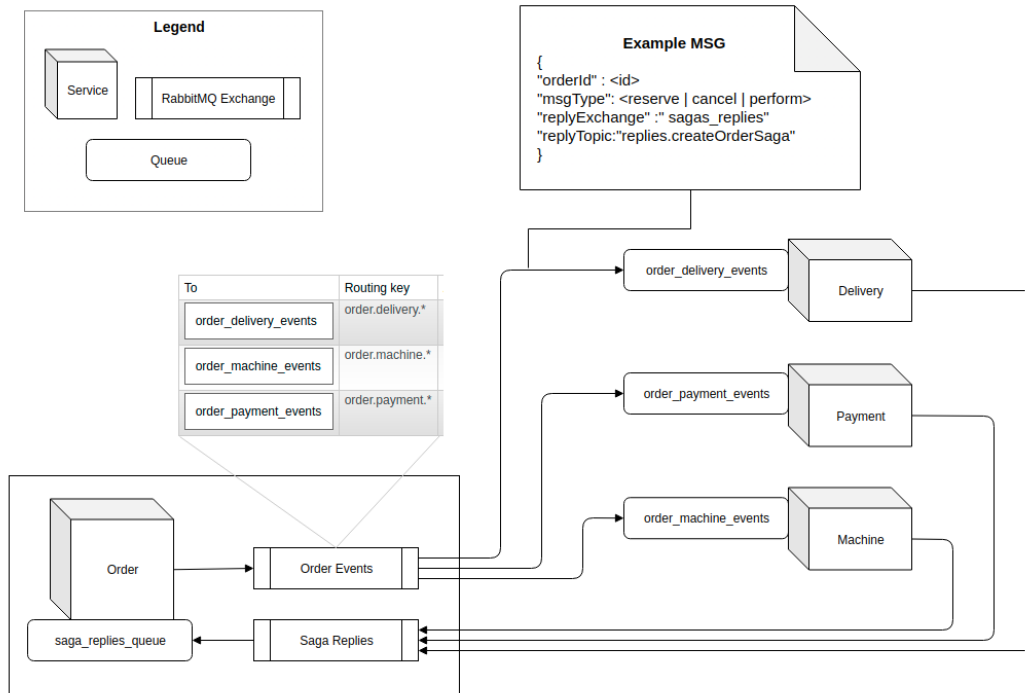 Legend
Service
RabbitMQ Exchange
Queue
Example MSG
{
"orderId" : <id>
"msgType": <reserve | cancel | perform>
"replyExchange" :" sagas_replies"
"replyTopic:"replies.createOrderSaga"
}
To Routing key
order_delivery_events order.delivery.*
order_machine_events order.machine.*
order_payment_events order.payment.*
order_delivery_events
Delivery
order_payment_events
Payment
order_machine_events
Machine
Order
Order Events
saga_replies_queue
Saga Replies